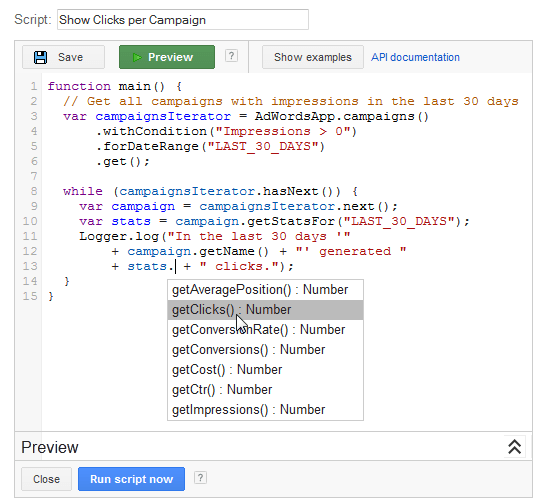 Script: Show Clicks per Campaign
Save Preview ? Show examples API documentation
1 function main() {
2 // Get all campaigns with impressions in the last 30 days
3 var campaignsIterator = AdWordsApp.campaigns()
4 .withCondition("Impressions > 0")
5 .forDateRange("LAST_30_DAYS")
6 .get();
7
8 while (campaignsIterator.hasNext()) {
9 var campaign = campaignsIterator.next();
10 var stats = campaign.getStatsFor("LAST_30_DAYS");
11 Logger.log("In the last 30 days '"
12 + campaign.getName() + "' generated "
13 + stats. + " clicks.");
14 }
15 }
getAveragePosition() : Number
getClicks() : Number
getConversionRate() : Number
getConversions() : Number
getCost() : Number
getCtr() : Number
getImpressions() : Number
Preview
Close Run script now ?